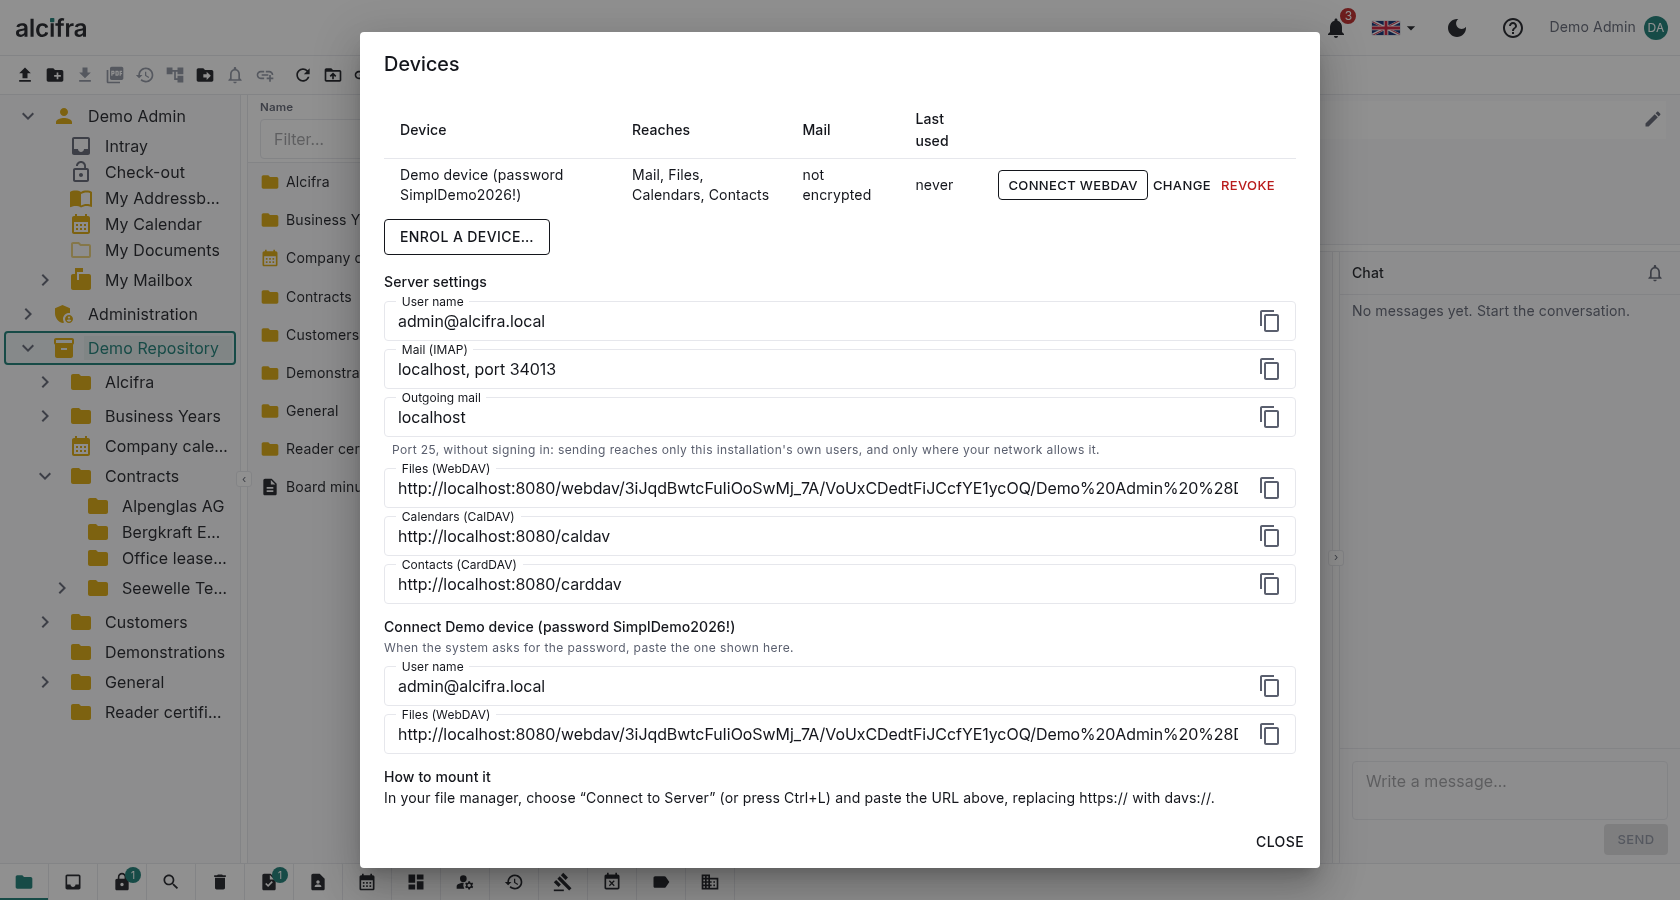 alcifra
3
Demo Admin
DA
Devices
Device
Reaches
Mail
Last used
Demo device (password SimplDemo2026!)
Mail, Files, Calendars, Contacts
not encrypted
never
CONNECT WEBDAV
CHANGE
REVOKE
ENROL A DEVICE...
Server settings
User name
admin@alcifra.local
Mail (IMAP)
localhost, port 34013
Outgoing mail
localhost
Port 25, without signing in: sending reaches only this installation's own users, and only where your network allows it.
Files (WebDAV)
http://localhost:8080/webdav/3iJqdBwtcFuliOoSwMj_7A/VoUxCDedtFiJCcfYE1ycOQ/Demo%20Admin%20%28
Calendars (CalDAV)
http://localhost:8080/caldav
Contacts (CardDAV)
http://localhost:8080/carddav
Connect Demo device (password SimplDemo2026!)
When the system asks for the password, paste the one shown here.
User name
admin@alcifra.local
Files (WebDAV)
http://localhost:8080/webdav/3iJqdBwtcFuliOoSwMj_7A/VoUxCDedtFiJCcfYE1ycOQ/Demo%20Admin%20%28
How to mount it
In your file manager, choose “Connect to Server” (or press Ctrl+L) and paste the URL above, replacing https:// with davs://.
CLOSE
Demo Admin
Intray
Check-out
My Addressb...
My Calendar
My Documents
My Mailbox
Administration
Demo Repository
Alcifra
Business Years
Company cale...
Contracts
Alpenglas AG
Bergkraft E...
Office lease...
Seewelle Te...
Customers
Demonstrations
General
Reader certifi...
Name
Filter...
Alcifra
Business Y
Company c
Contracts
Customers
Demonstra
General
Reader cer
Board minu
Chat
No messages yet. Start the conversation.
Write a message...
SEND
1
1